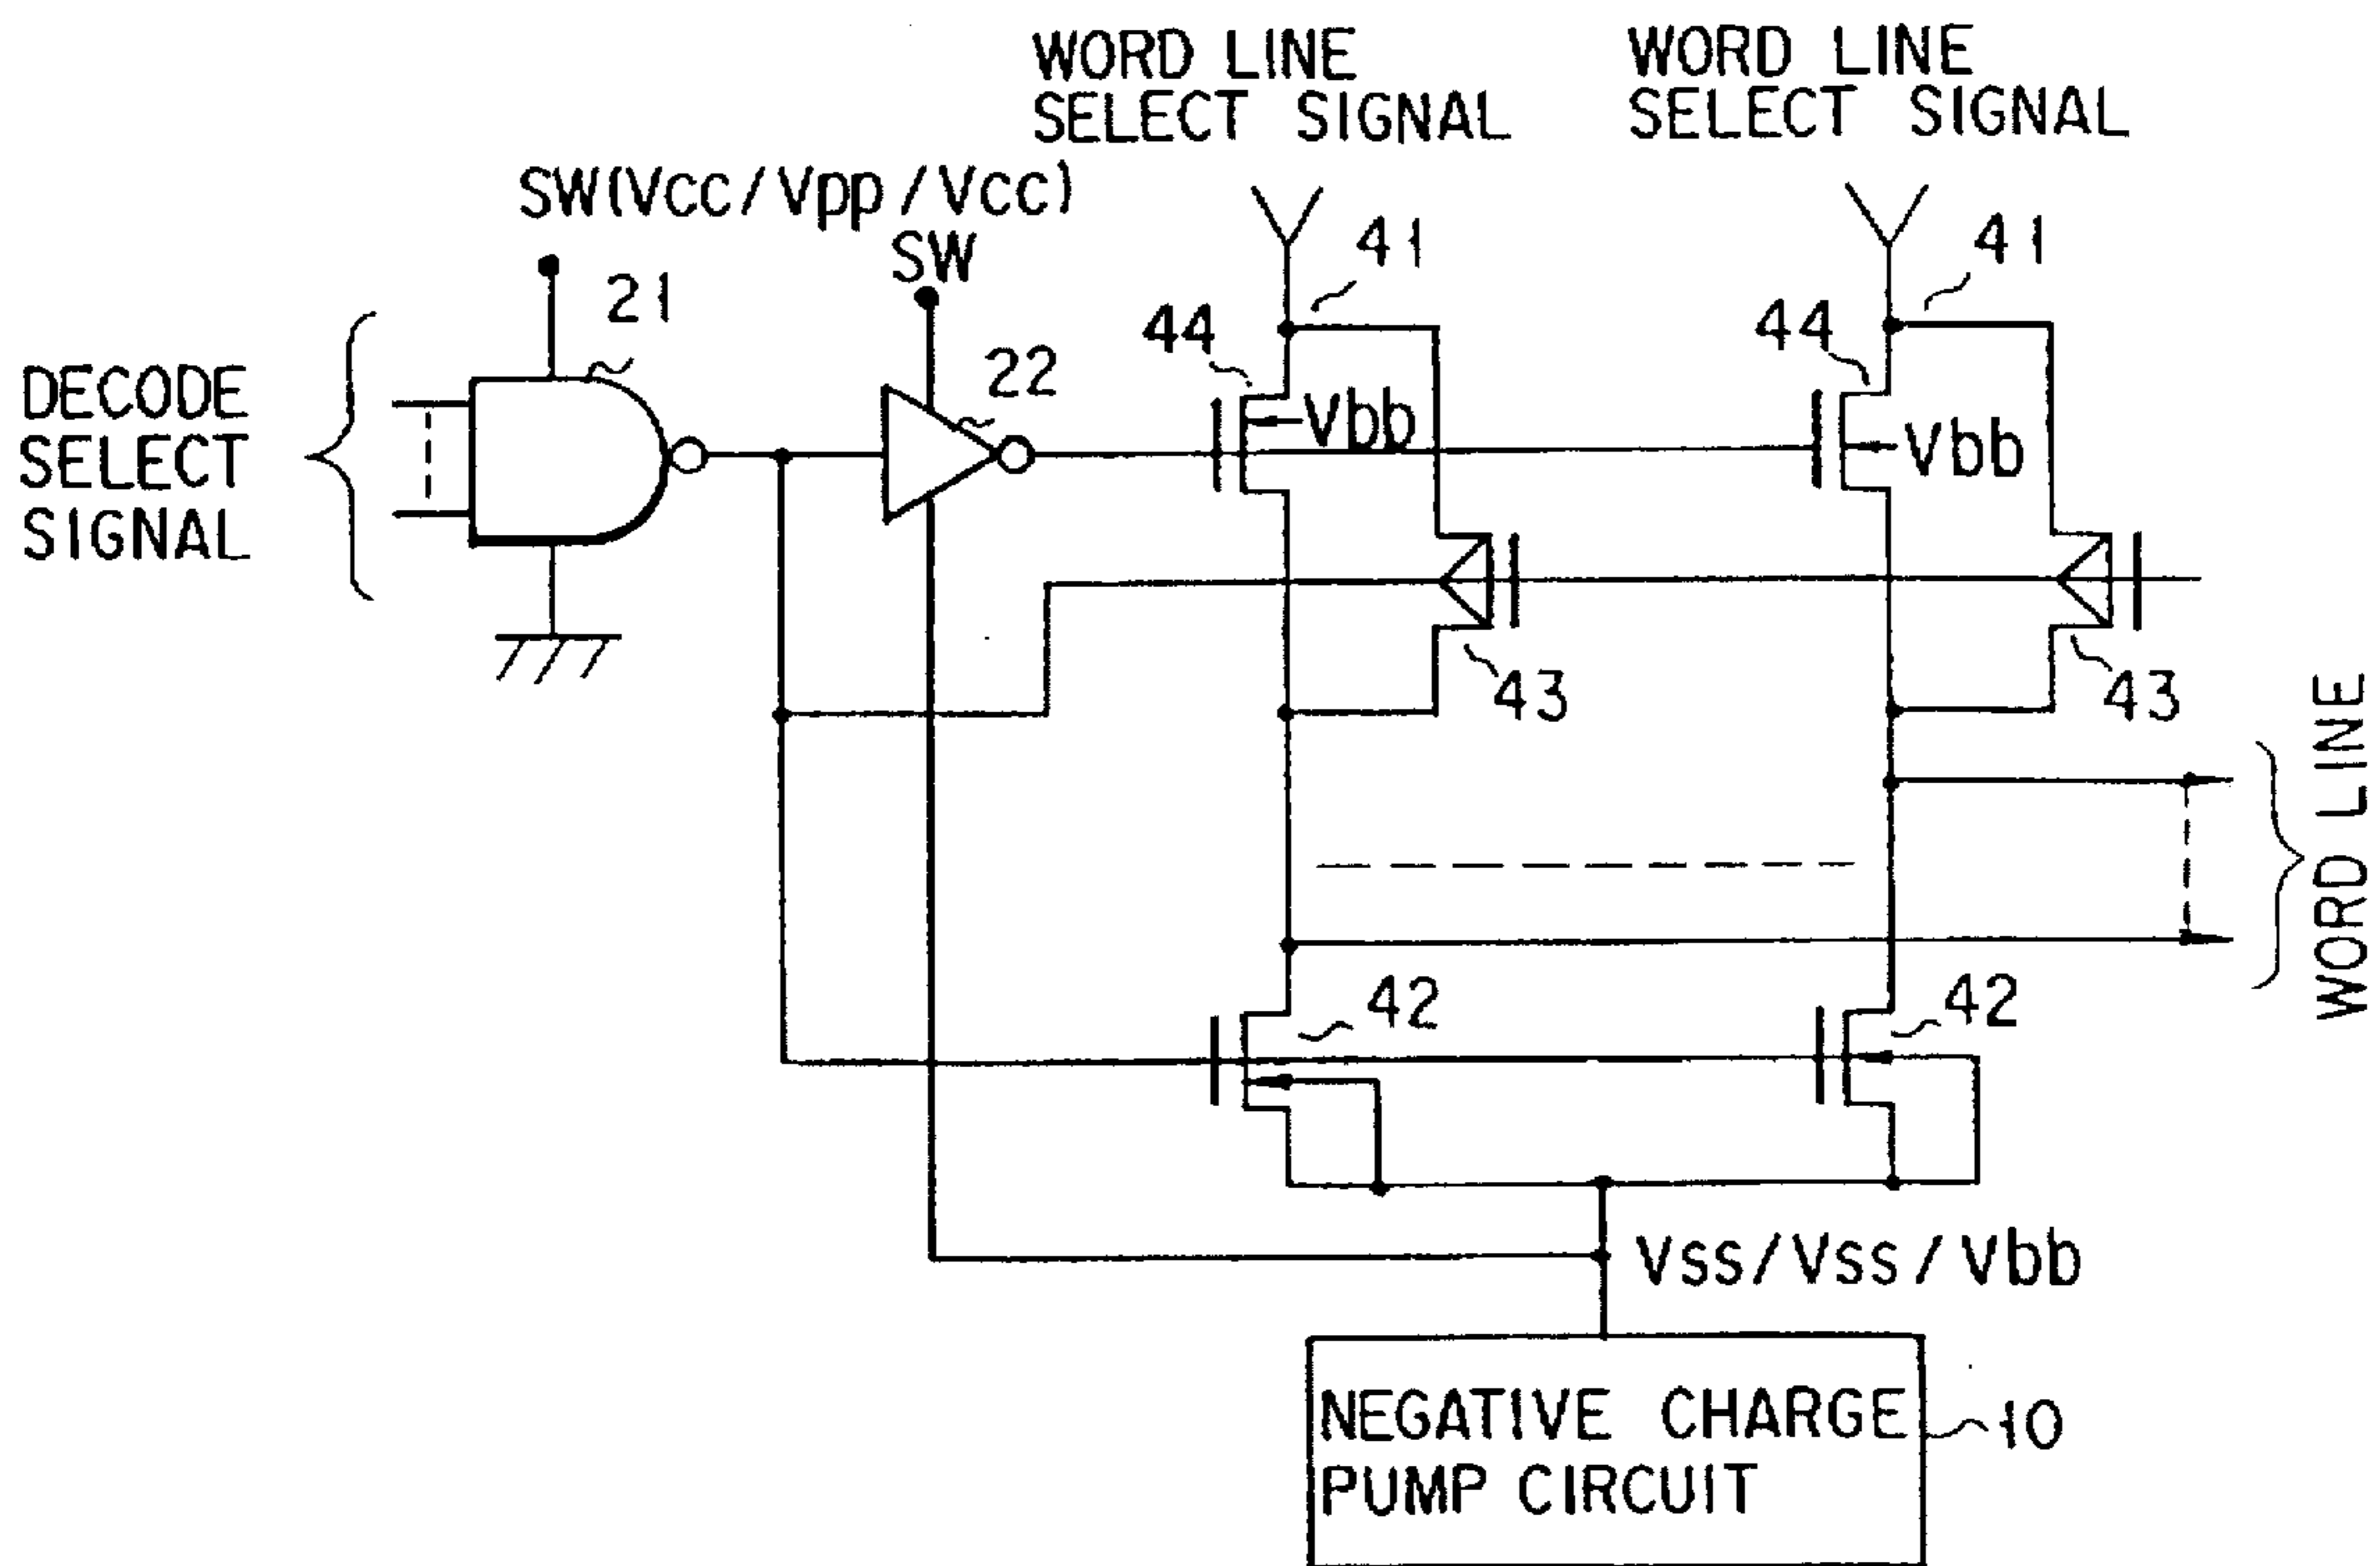 WORD LINE
SELECT SIGNAL
WORD LINE
SELECT SIGNAL
SW(Vcc/Vpp/Vcc)
SW
41
41
21
44
44
22
DECODE
SELECT
SIGNAL
Vbb
Vbb
43
43
WORD LINE
42
42
Vss/Vss/Vbb
NEGATIVE CHARGE
PUMP CIRCUIT
10